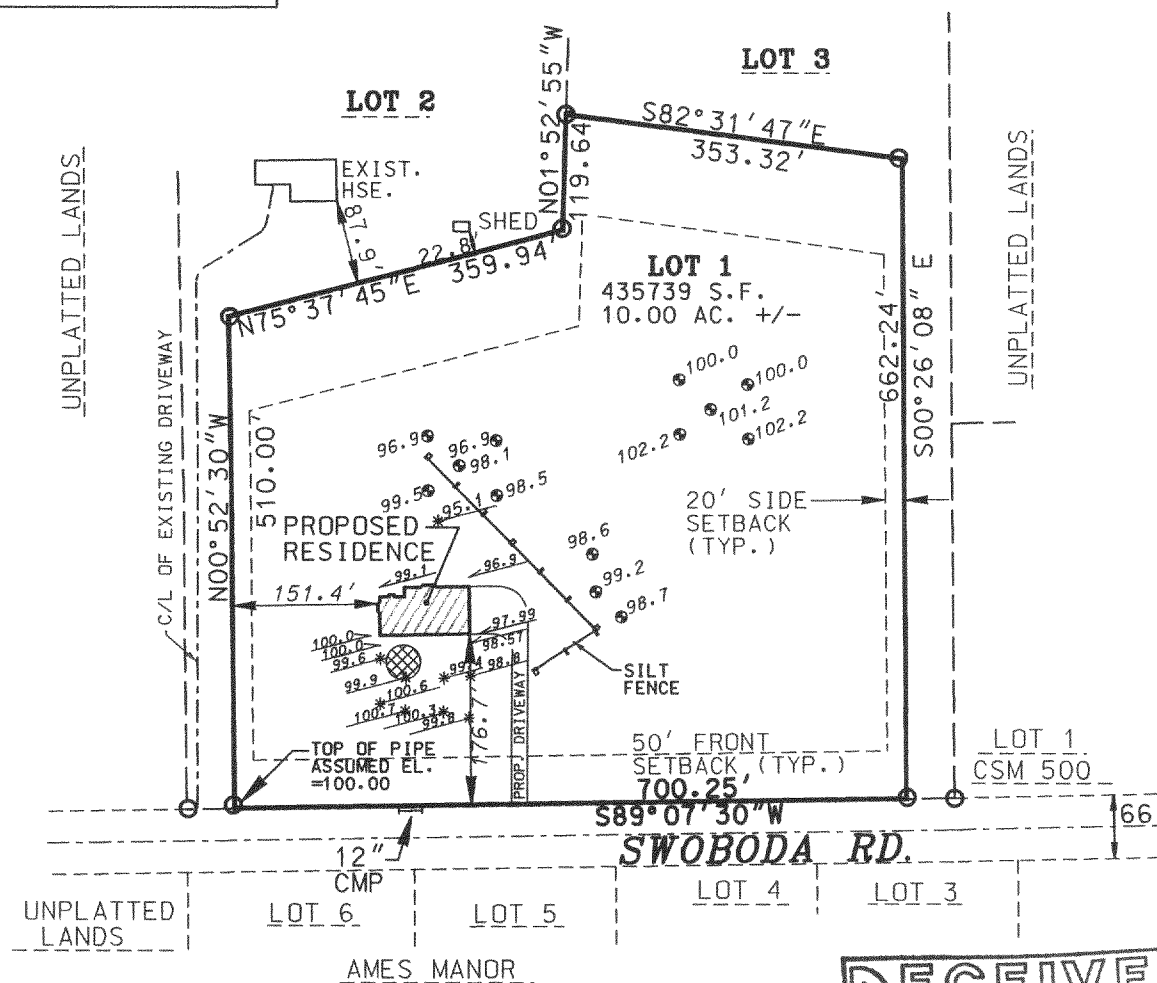 LOT 3
LOT 2
N01°52'55"W
119.64'
S82°31'47"E
353.32'
UNPLATTED LANDS
EXIST.
HSE.
87.9'
SHED
22.8'
N75°37'45"E
359.94'
LOT 1
435739 S.F.
10.00 AC. +/-
UNPLATTED LANDS
662.24'
S00°26'08" E
C/L OF EXISTING DRIVEWAY
N00°52'30"W
510.00'
100.0
100.0
101.2
102.2
102.2
96.9
96.9
98.1
99.5
98.5
95.1
PROPOSED
RESIDENCE
20' SIDE
SETBACK
(TYP.)
98.6
99.2
98.7
99.1
96.9
151.4'
97.99
98.57
100.0
100.0
99.6
99.4
98.8
99.9
100.6
100.7
100.3
99.8
176.7'
PROP. DRIVEWAY
SILT
FENCE
TOP OF PIPE
ASSUMED EL.
=100.00
50' FRONT
SETBACK (TYP.)
700.25'
S89°07'30"W
LOT 1
CSM 500
66
SWOBODA RD.
12"
CMP
UNPLATTED
LANDS
LOT 6
LOT 5
LOT 4
LOT 3
AMES MANOR
RECEIVE